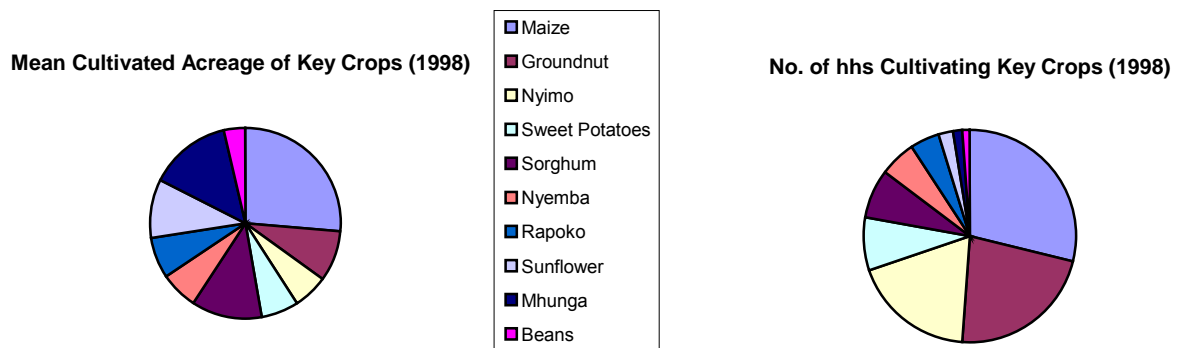 Mean Cultivated Acreage of Key Crops (1998)
Maize
Groundnut
Nyimo
Sweet Potatoes
Sorghum
Nyemba
Rapoko
Sunflower
Mhunga
Beans
No. of hhs Cultivating Key Crops (1998)